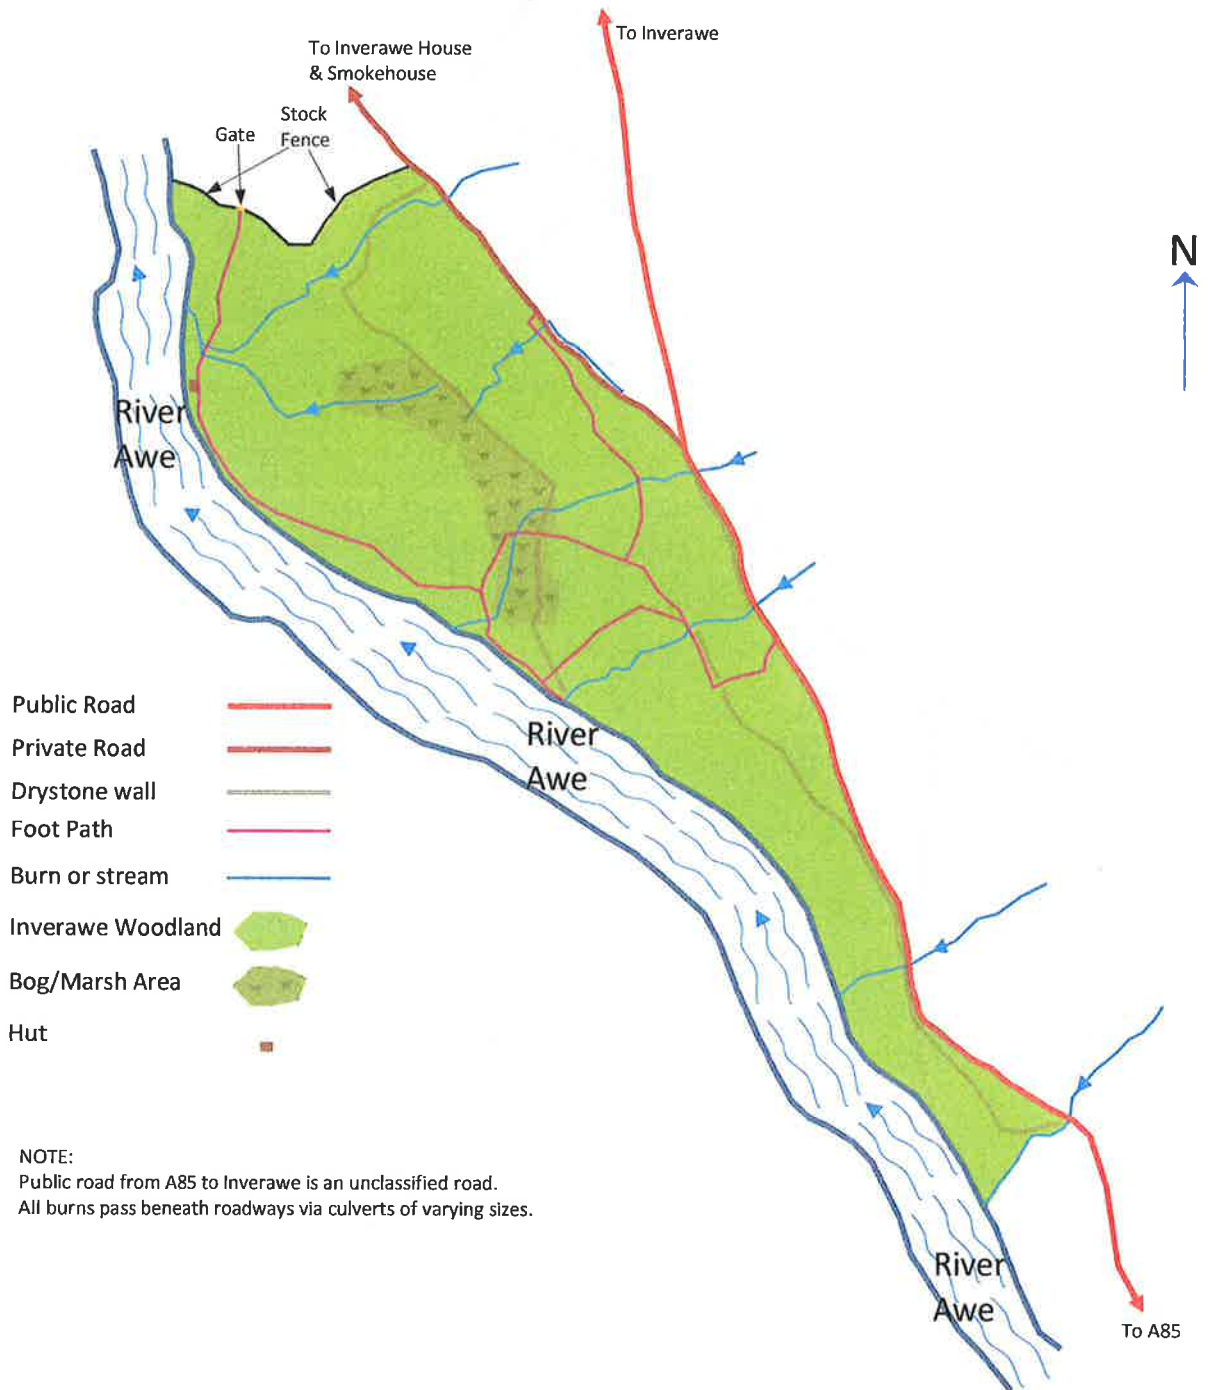 To Inverawe
To Inverawe House
& Smokehouse
Stock
Fence
Gate
N
River
Awe
Public Road
Private Road
Drystone wall
Foot Path
Burn or stream
Inverawe Woodland
Bog/Marsh Area
Hut
River
Awe
NOTE:
Public road from A85 to Inverawe is an unclassified road.
All burns pass beneath roadways via culverts of varying sizes.
River
Awe
To A85